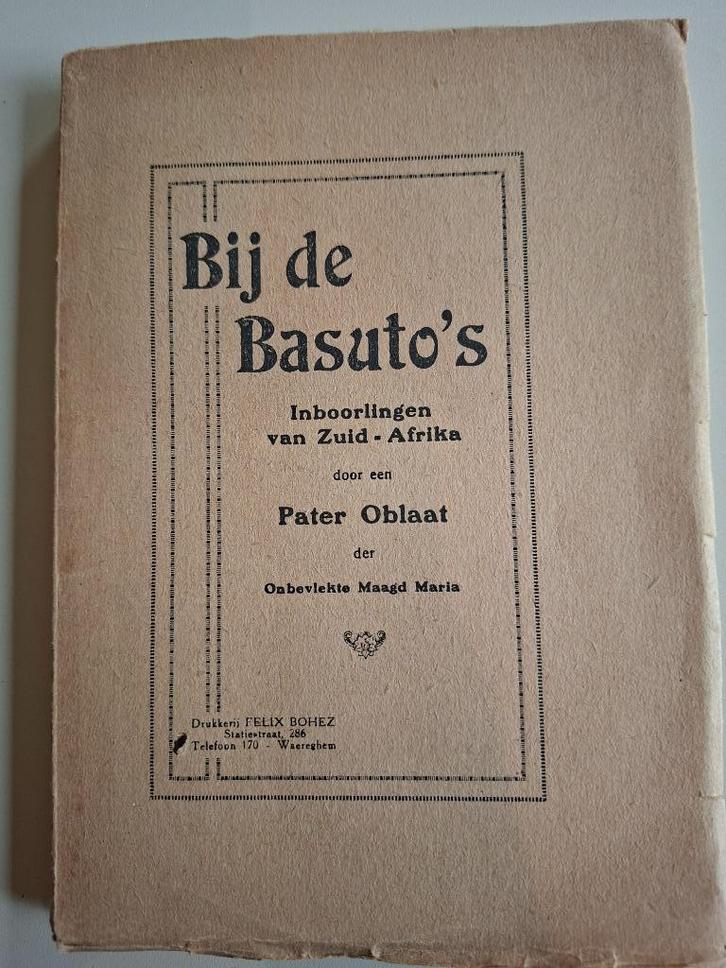 Bij de
Basuto's
Inboorlingen
van Zuid - Afrika
door een
Pater Oblaat
der
Onbevlekte Maagd Maria
Drukkerij FELIX BOHEZ
Statiestraat, 286
Telefoon 170 - Waereghem